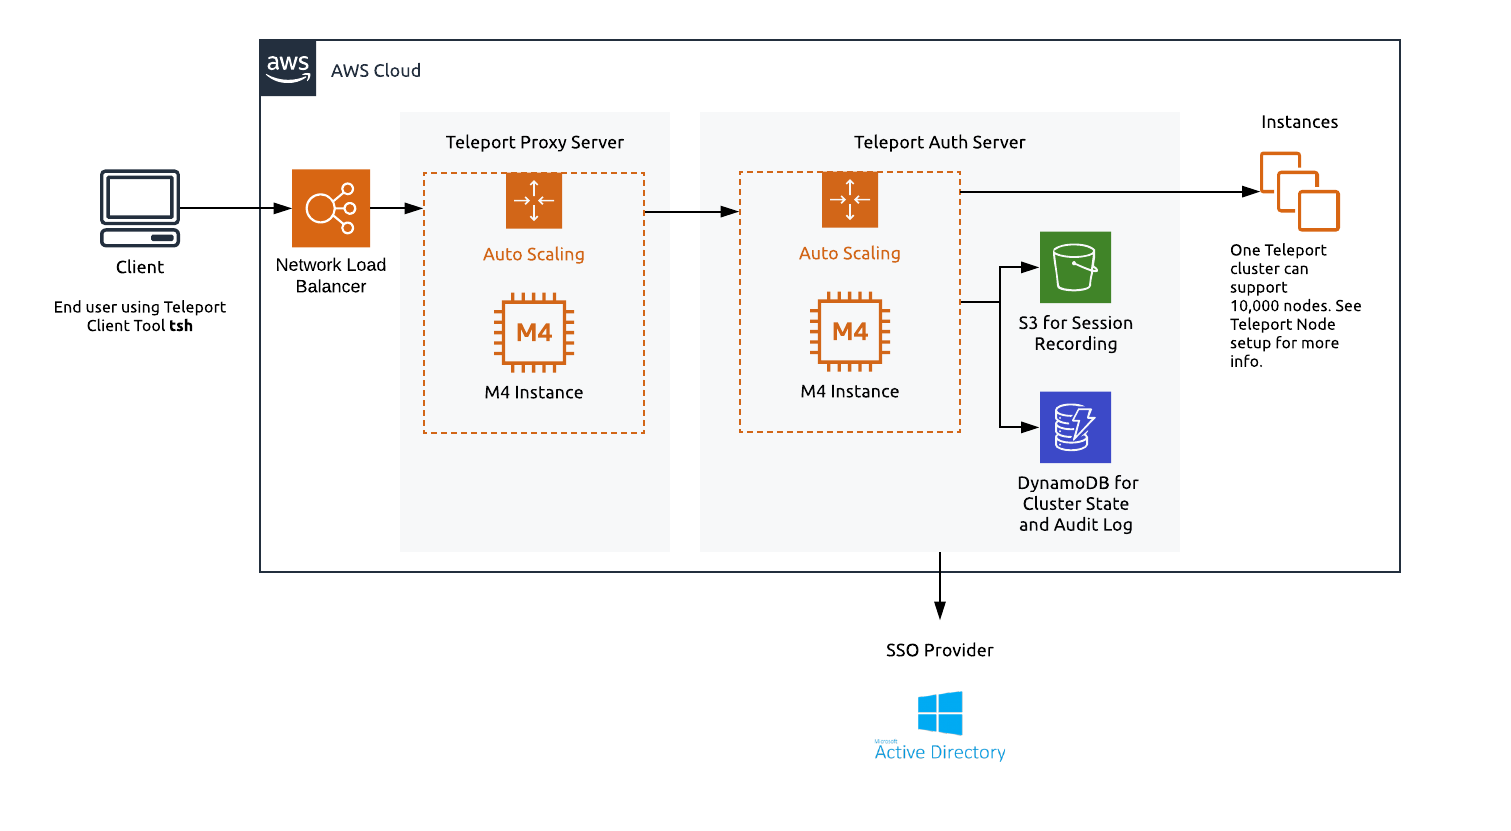 aws
AWS Cloud
Client
End user using Teleport
Client Tool tsh
Network Load
Balancer
Teleport Proxy Server
Auto Scaling
M4
M4 Instance
Teleport Auth Server
Auto Scaling
M4
M4 Instance
S3 for Session
Recording
DynamoDB for
Cluster State
and Audit Log
Instances
One Teleport
cluster can
support
10,000 nodes. See
Teleport Node
setup for more
info.
SSO Provider
Microsoft
Active Directory